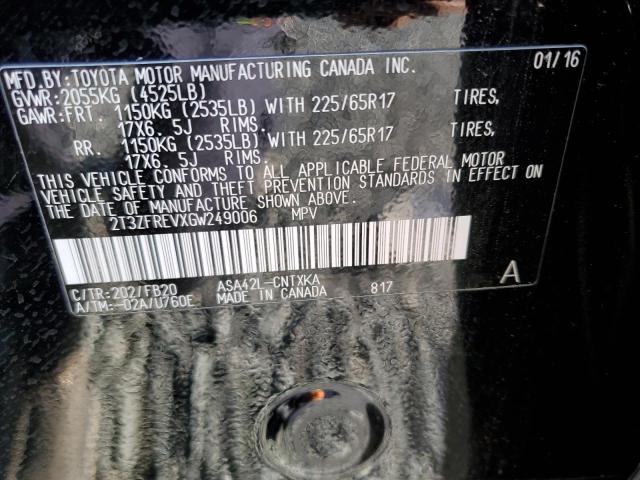 MFD.BY:TOYOTA MOTOR MANUFACTURING CANADA INC. 01/16
GVWR:2055KG (4525LB)
GAWR:FRT. 1150KG (2535LB) WITH 225/65R17 TIRES,
17X6. 5J RIMS.
RR. 1150KG (2535LB) WITH 225/65R17 TIRES,
17X6. 5J RIMS.
THIS VEHICLE CONFORMS TO ALL APPLICABLE FEDERAL MOTOR
VEHICLE SAFETY AND THEFT PREVENTION STANDARDS IN EFFECT ON
THE DATE OF MANUFACTURE SHOWN ABOVE.
2T3ZFREVXGW249006 MPV
C/TR:202/FB20 ASA42L-CNTXKA 817 A
A/TM:-02A/U760E MADE IN CANADA